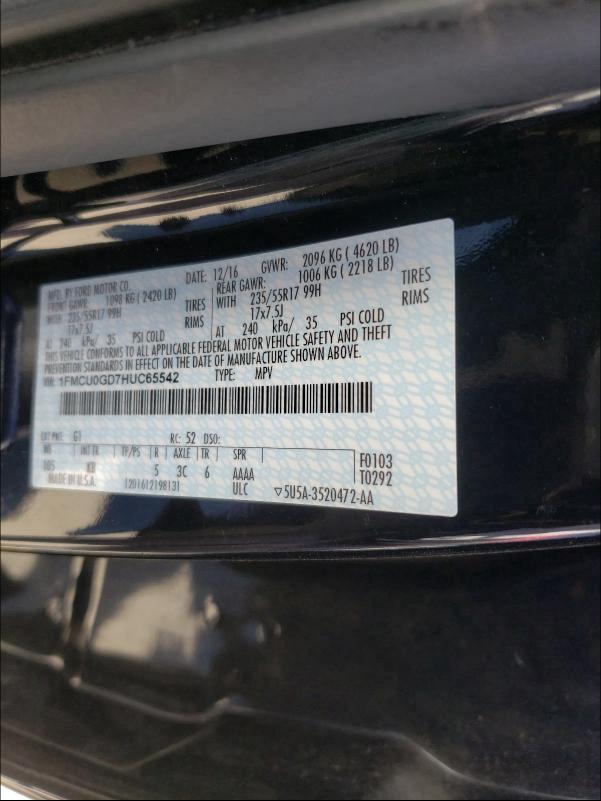 MFD. BY FORD MOTOR CO.
DATE: 12/16 GVWR: 2096 KG ( 4620 LB)
FRONT GAWR: 1098 KG ( 2420 LB)
REAR GAWR: 1006 KG ( 2218 LB)
WITH 235/55R17 99H TIRES
WITH 235/55R17 99H TIRES
17x7.5J RIMS
17x7.5J RIMS
AT 240 kPa/ 35 PSI COLD
AT 240 kPa/ 35 PSI COLD
THIS VEHICLE CONFORMS TO ALL APPLICABLE FEDERAL MOTOR VEHICLE SAFETY AND THEFT
PREVENTION STANDARDS IN EFFECT ON THE DATE OF MANUFACTURE SHOWN ABOVE.
VIN: 1FMCU0GD7HUC65542 TYPE: MPV
EXT PNT: G1 RC: 52 DSO:
WB INT TR TP/PS R AXLE TR SPR
105 KB 5 3C 6 AAAA F0103
MADE IN U.S.A. 1201612198131 ULC T0292
▽5U5A-3520472-AA